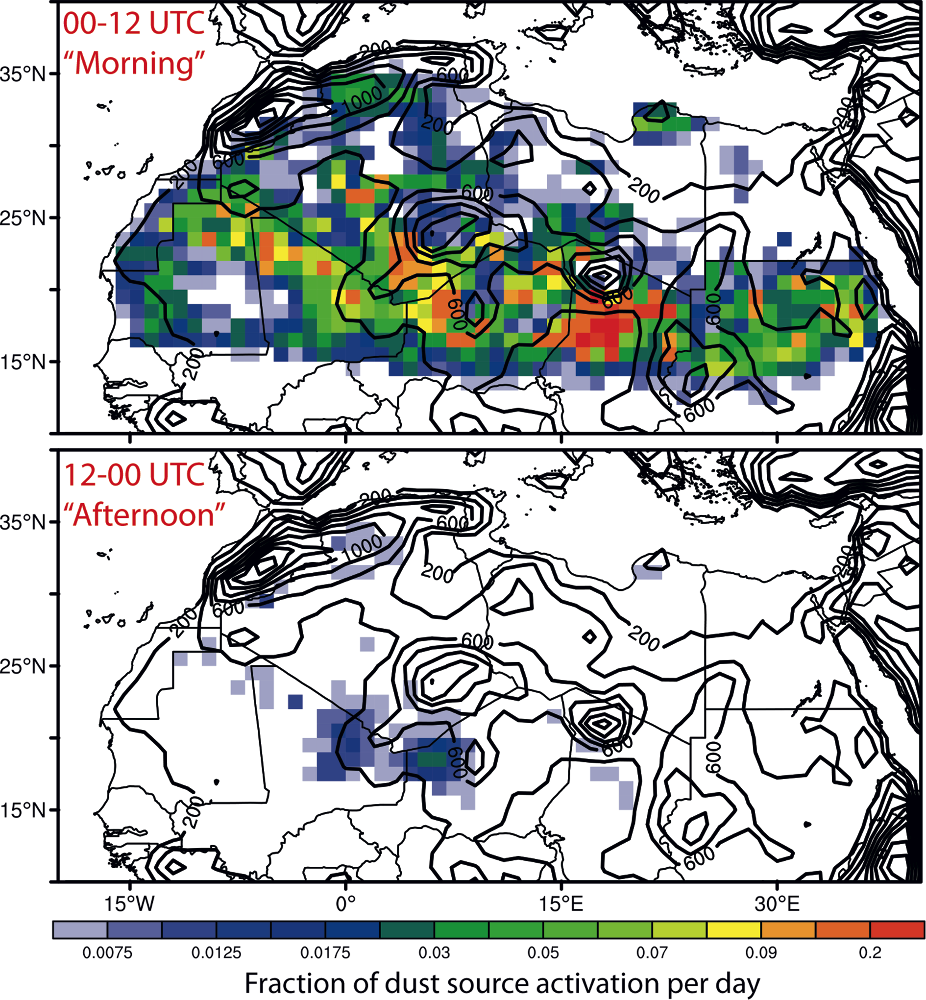 00-12 UTC
“Morning”
200
600
35°N
1000
200
200
600
200
200
600
25°N
600
600
600
15°N
200
600
12-00 UTC
“Afternoon”
200
600
35°N
1000
200
200
600
200
200
600
25°N
600
600
600
15°N
200
600
15°W 0° 15°E 30°E
0.0075 0.0125 0.0175 0.03 0.05 0.07 0.09 0.2
Fraction of dust source activation per day